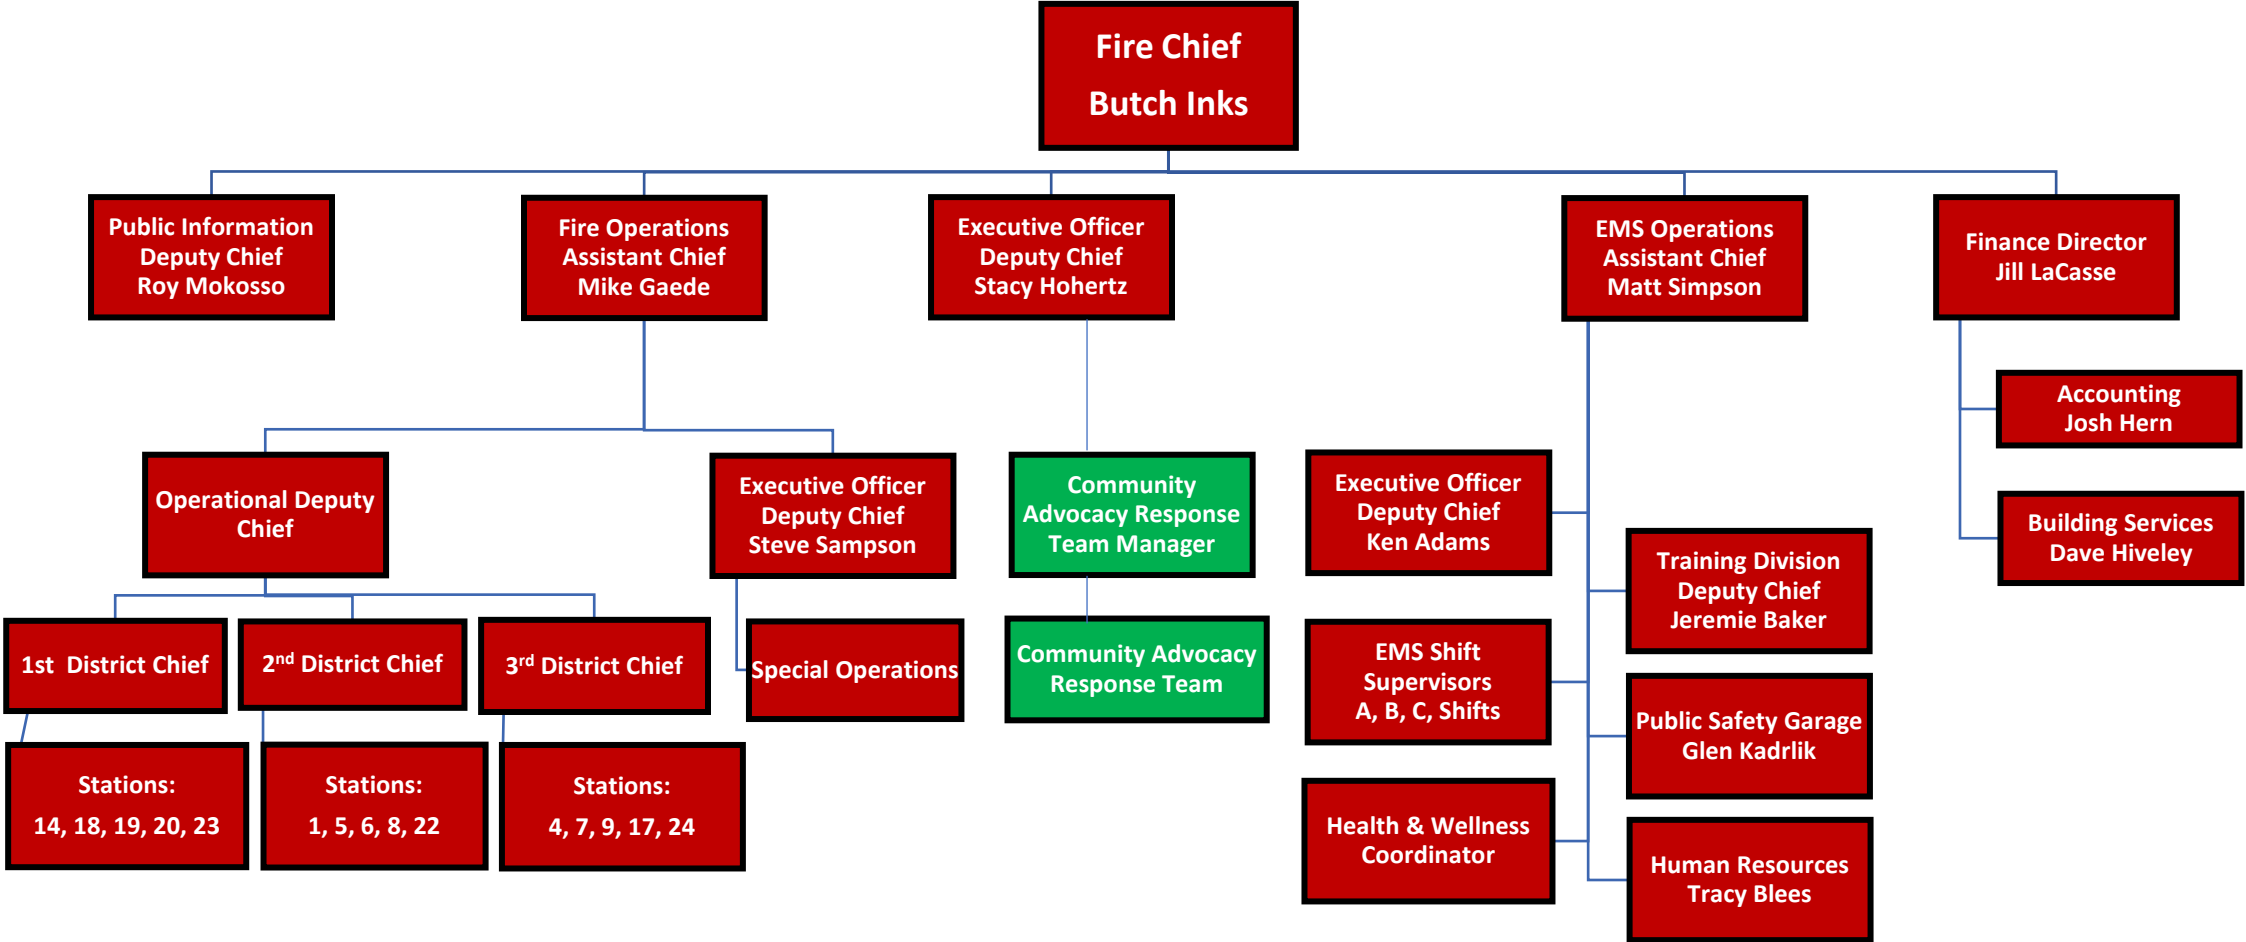 Fire Chief
Butch Inks
Public Information
Deputy Chief
Roy Mokosso
Fire Operations
Assistant Chief
Mike Gaede
Executive Officer
Deputy Chief
Stacy Hohertz
EMS Operations
Assistant Chief
Matt Simpson
Finance Director
Jill LaCasse
Accounting
Josh Hern
Building Services
Dave Hiveley
Operational Deputy
Chief
Executive Officer
Deputy Chief
Steve Sampson
Community
Advocacy Response
Team Manager
Executive Officer
Deputy Chief
Ken Adams
Training Division
Deputy Chief
Jeremie Baker
1st  District Chief
2nd District Chief
3rd District Chief
Special Operations
Community Advocacy
Response Team
EMS Shift
Supervisors
A, B, C, Shifts
Public Safety Garage
Glen Kadrlik
Stations:
14, 18, 19, 20, 23
Stations:
1, 5, 6, 8, 22
Stations:
4, 7, 9, 17, 24
Health & Wellness
Coordinator
Human Resources
Tracy Blees